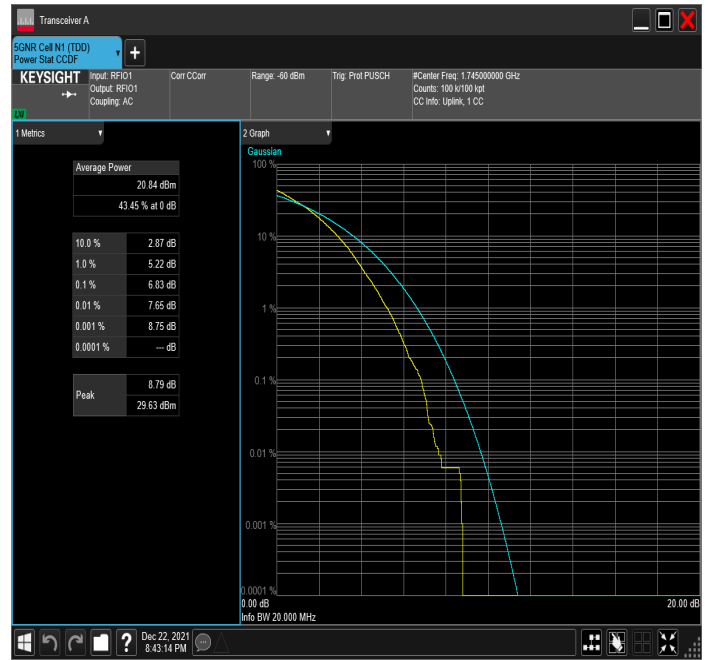 Transceiver A
5GNR Cell N1 (TDD)
Power Stat CCDF
KEYSIGHT
Input: RFIO1
Output: RFIO1
Coupling: AC
Corr CCorr
Range: -60 dBm
Trig: Prot PUSCH
#Center Freq: 1.745000000 GHz
Counts: 100 k/100 kpt
CC Info: Uplink, 1 CC
LXI
1 Metrics
Average Power
20.84 dBm
43.45 % at 0 dB
10.0 % 2.87 dB
1.0 % 5.22 dB
0.1 % 6.83 dB
0.01 % 7.65 dB
0.001 % 8.75 dB
0.0001 % --- dB
Peak
8.79 dB
29.63 dBm
2 Graph
Gaussian
100 %
10 %
1 %
0.1 %
0.01 %
0.001 %
0.0001 %
0.00 dB 20.00 dB
Info BW 20.000 MHz
Dec 22, 2021
8:43:14 PM